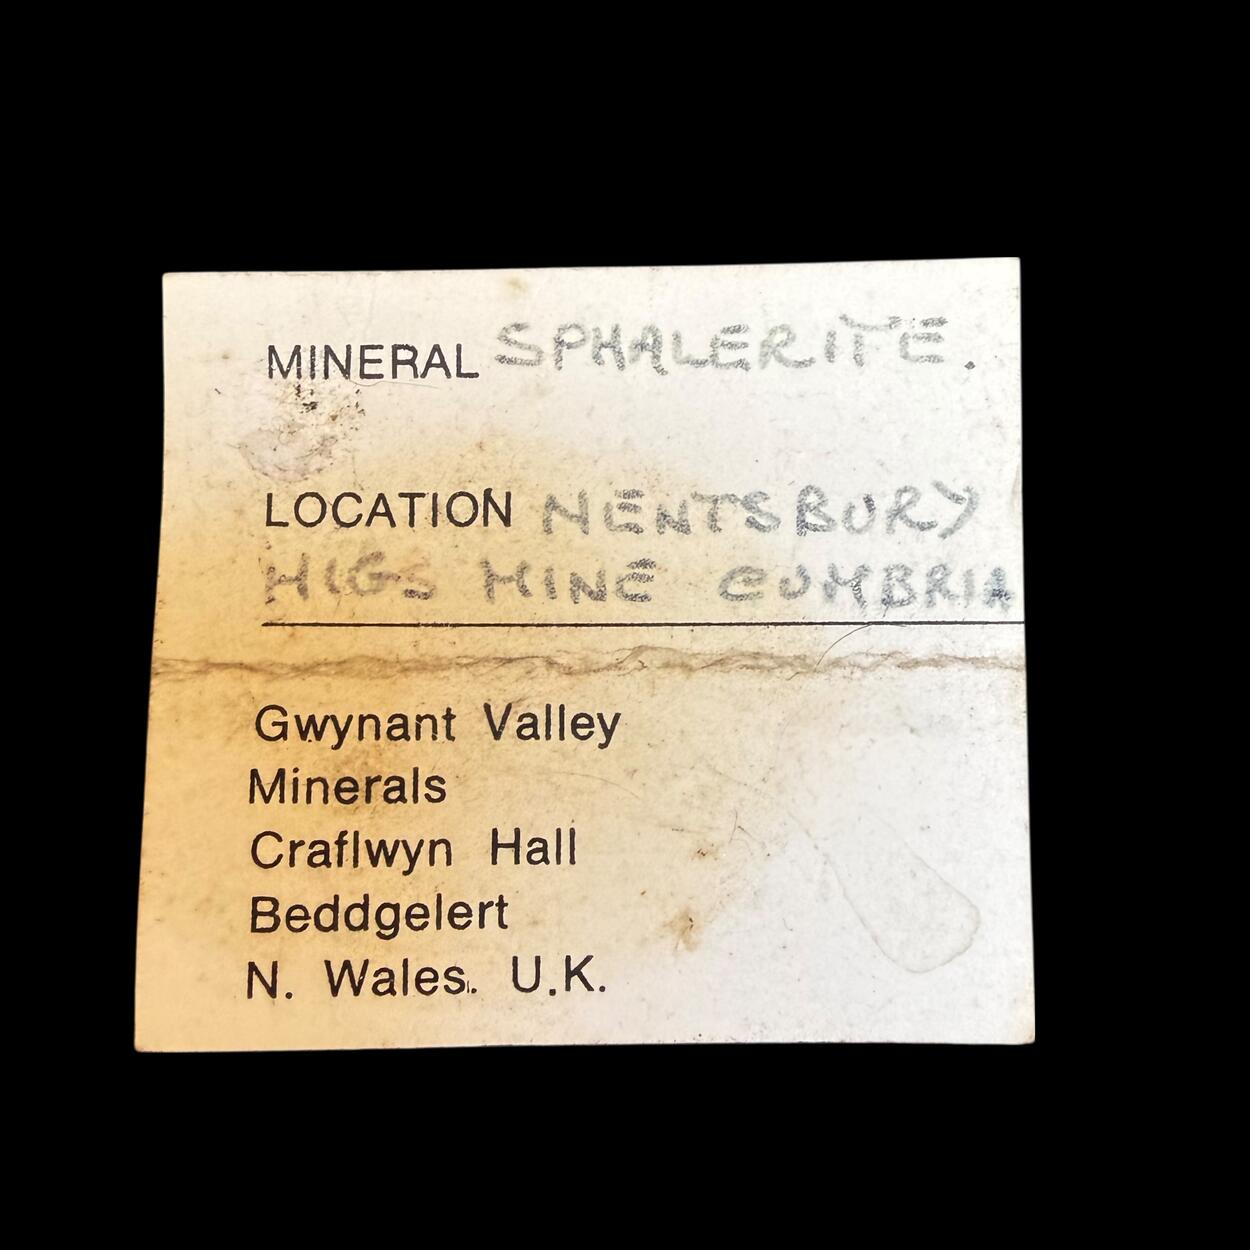 MINERAL SPHALERITE.
LOCATION NENTSBURY
HIGS MINE CUMBRIA
Gwynant Valley
Minerals
Craflwyn Hall
Beddgelert
N. Wales. U.K.